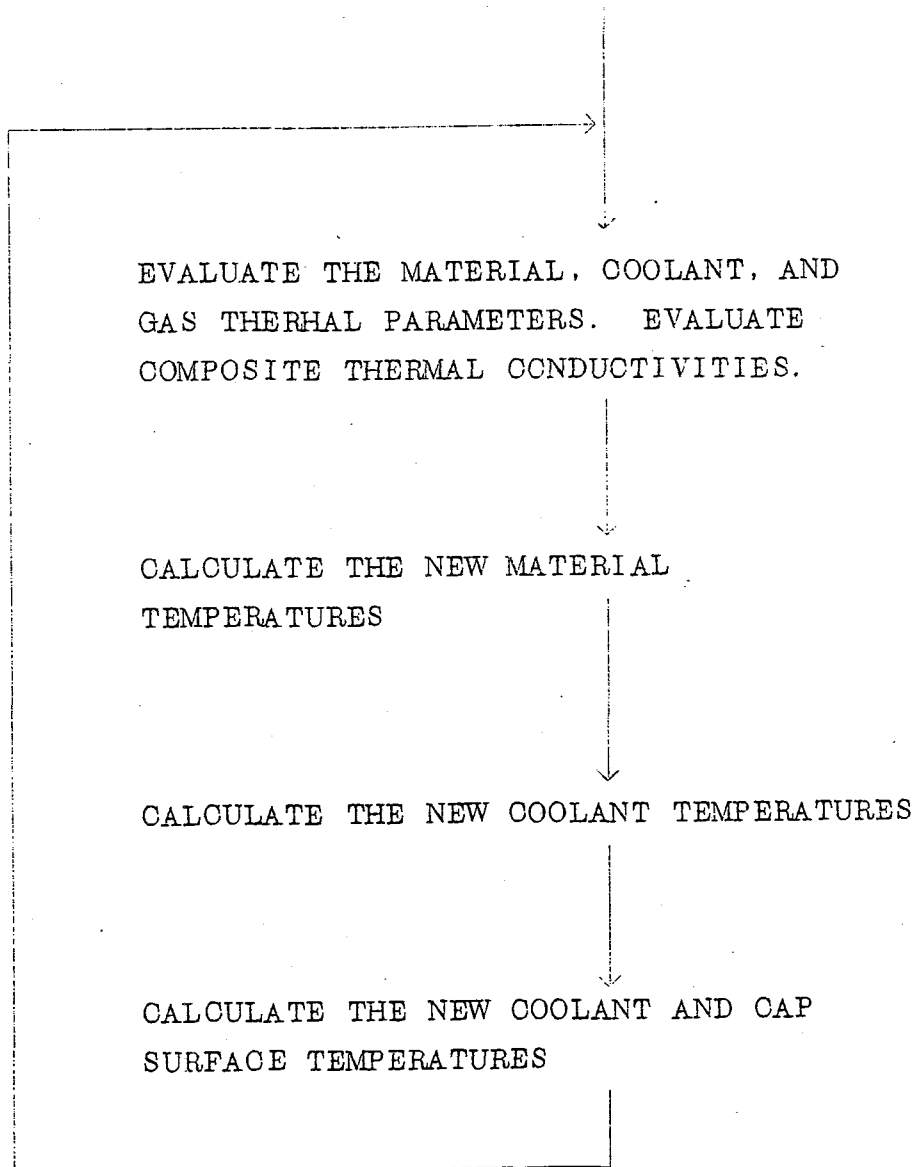 EVALUATE THE MATERIAL, COOLANT, AND
GAS THERMAL PARAMETERS. EVALUATE
COMPOSITE THERMAL CONDUCTIVITIES.
CALCULATE THE NEW MATERIAL
TEMPERATURES
CALCULATE THE NEW COOLANT TEMPERATURES
CALCULATE THE NEW COOLANT AND CAP
SURFACE TEMPERATURES